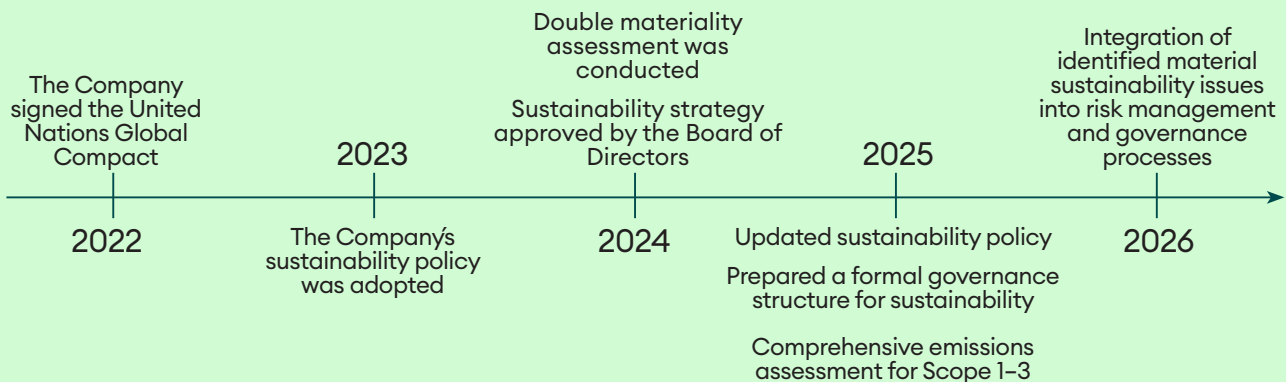 The Company
signed the United
Nations Global
Compact
2022
2023
The Company's
sustainability policy
was adopted
Double materiality
assessment was
conducted
Sustainability strategy
approved by the Board of
Directors
2024
2025
Updated sustainability policy
Prepared a formal governance
structure for sustainability
Comprehensive emissions
assessment for Scope 1–3
Integration of
identified material
sustainability issues
into risk management
and governance
processes
2026